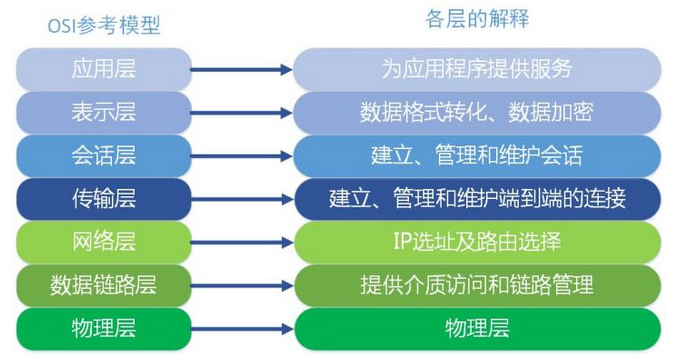 OSI参考模型
各层的解释
应用层
为应用程序提供服务
表示层
数据格式转化、数据加密
会话层
建立、管理和维护会话
传输层
建立、管理和维护端到端的连接
网络层
IP选址及路由选择
数据链路层
提供介质访问和链路管理
物理层
物理层